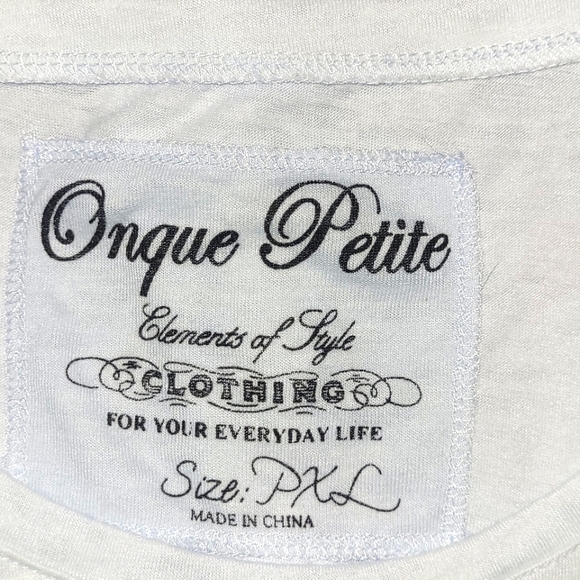 Onque Petite
Elements of Style
CLOTHING
FOR YOUR EVERYDAY LIFE
Size: PXL
MADE IN CHINA